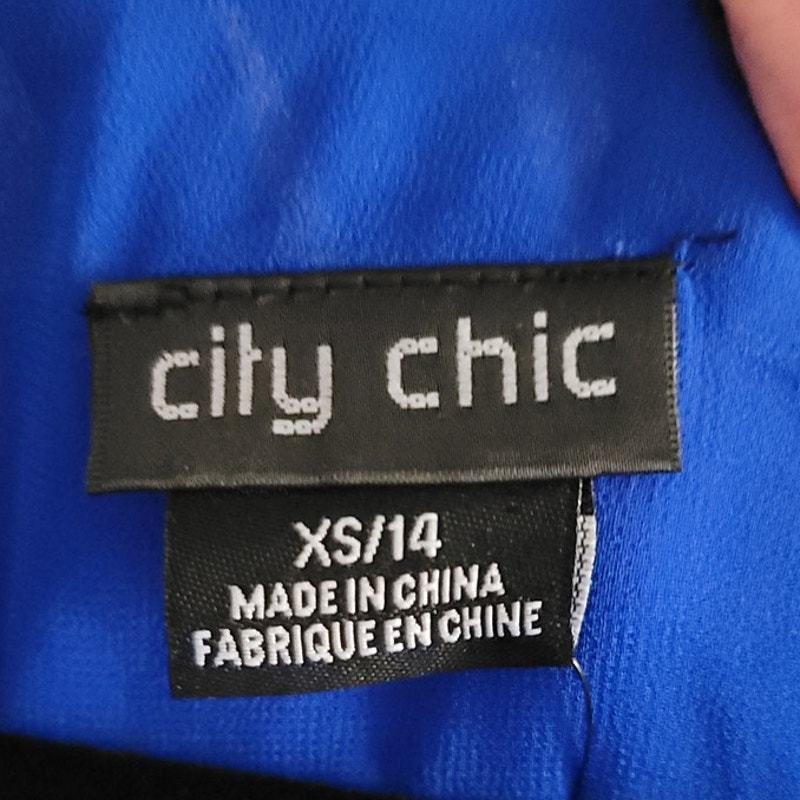 city chic
XS/14
MADE IN CHINA
FABRIQUE EN CHINE